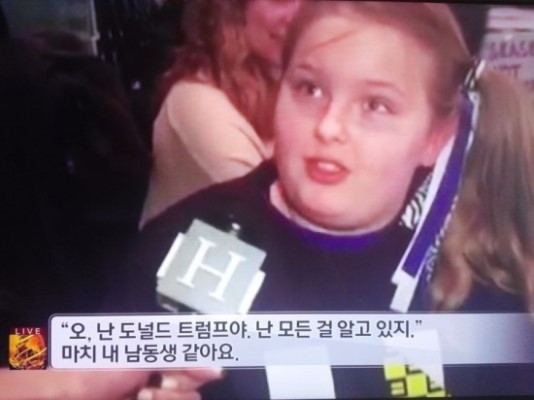 ERASE
H
LIVE
“오, 난 도널드 트럼프야. 난 모든 걸 알고 있지.”
마치 내 남동생 같아요.